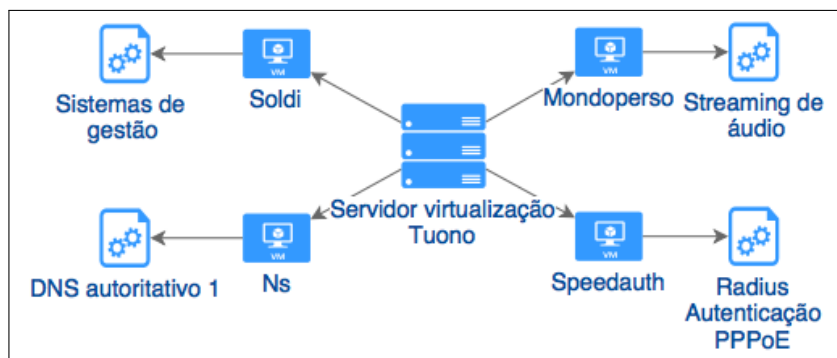 VM
VM
Soldi
Mondoperso
Sistemas de
gestão
Streaming de
áudio
Servidor virtualização
Tuono
VM
VM
DNS autoritativo 1
Ns
Speedauth
Radius
Autenticação
PPPoE